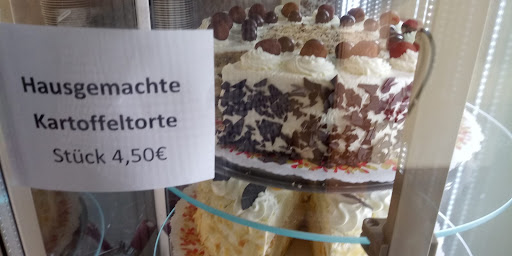 Hausgemachte
Kartoffeltorte
Stück 4,50€